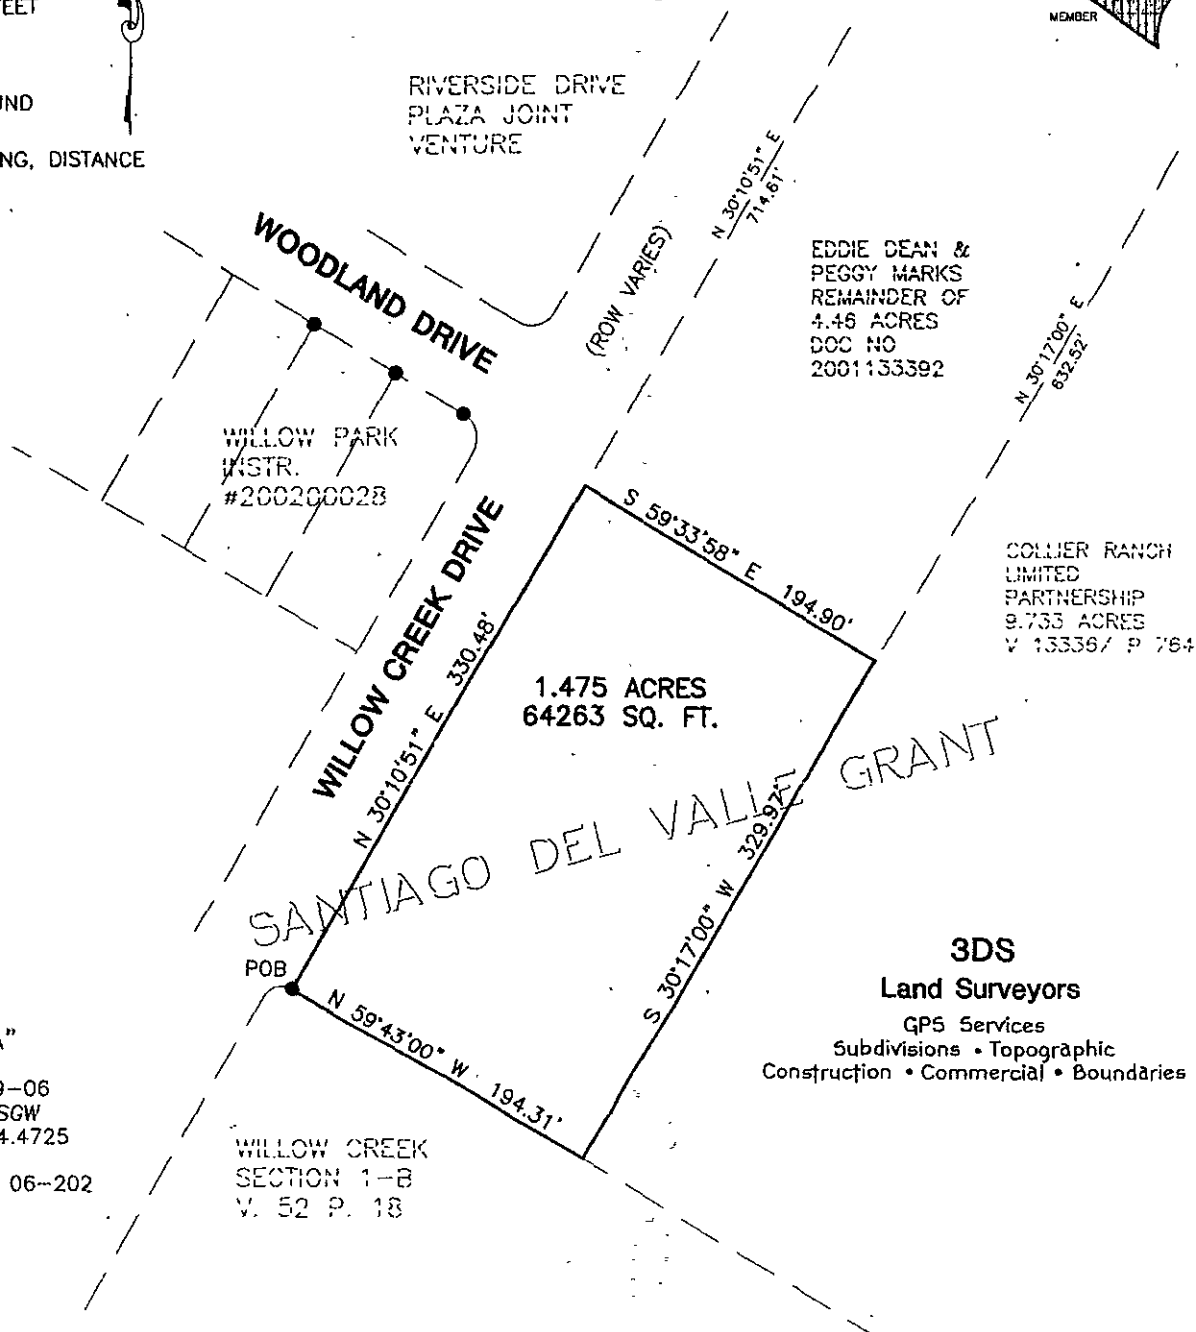 EET
MEMBER
UND
NG, DISTANCE
RIVERSIDE DRIVE
PLAZA JOINT
VENTURE
WOODLAND DRIVE
(ROW VARIES)
N 30°10'51" E
714.61'
EDDIE DEAN &
PEGGY MARKS
REMAINDER OF
4.46 ACRES
DOC NO
2001133392
N 30°17'00" E
632.52'
WILLOW PARK
INSTR.
#200200028
WILLOW CREEK DRIVE
S 59°33'58" E 194.90'
COLLIER RANCH
LIMITED
PARTNERSHIP
9.733 ACRES
V 13336/ P 764
N 30°10'51" E 330.48'
1.475 ACRES
64263 SQ. FT.
SANTIAGO DEL VALLE GRANT
S 30°17'00" W 329.97'
POB
N 59°43'00" W 194.31'
3DS
Land Surveyors
GPS Services
Subdivisions • Topographic
Construction • Commercial • Boundaries
A"
9-06
SGW
4.4725
06-202
WILLOW CREEK
SECTION 1-B
V. 52 P. 18